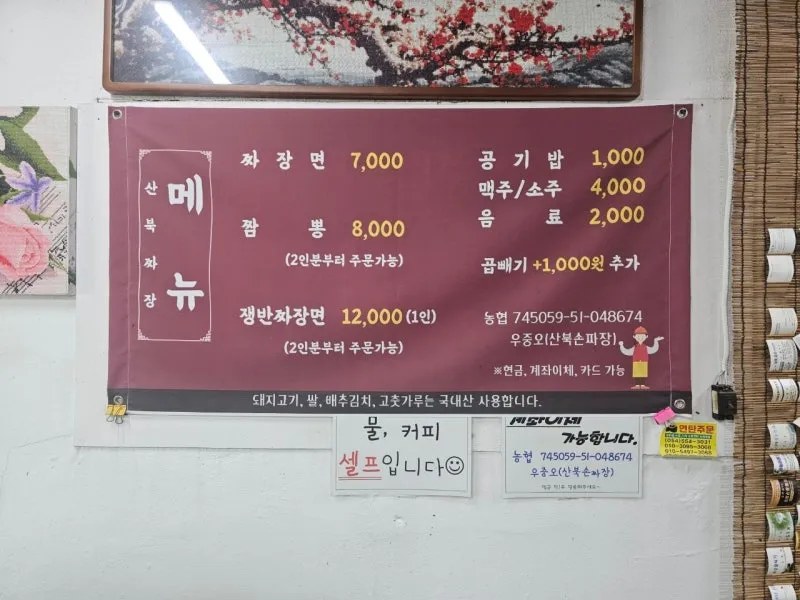 산북짜장
메뉴
짜장면 7,000
짬뽕 8,000
(2인분부터 주문가능)
쟁반짜장면 12,000(1인)
(2인분부터 주문가능)
공기밥 1,000
맥주/소주 4,000
음료 2,000
곱빼기 +1,000원 추가
농협 745059-51-048674
우중오(산북손파장)
※현금, 계좌이체, 카드 가능
돼지고기, 쌀, 배추김치, 고춧가루는 국대산 사용합니다.
물, 커피
셀프입니다
가능합니다.
농협 745059-51-048674
우중오(산북손짜장)
연탄주문